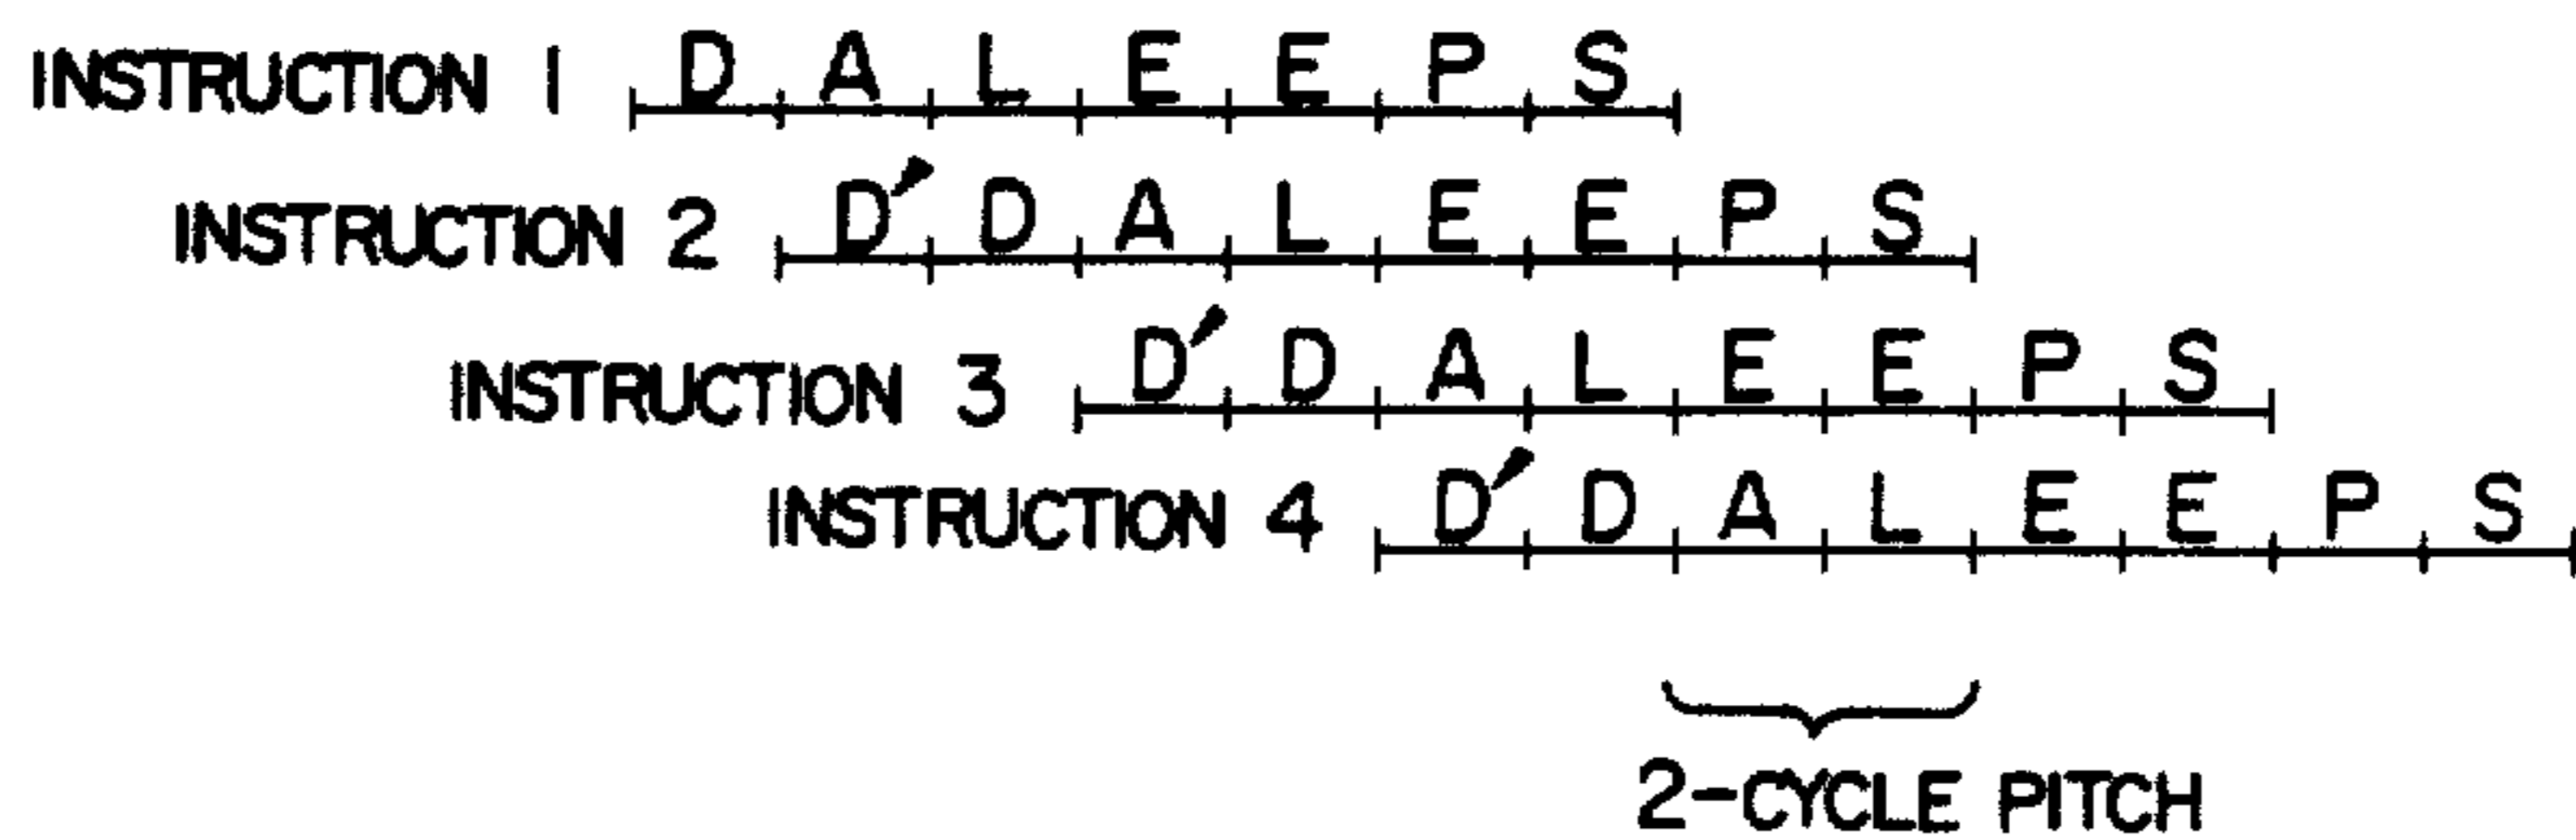 INSTRUCTION 1 D A L E E P S
INSTRUCTION 2 D' D A L E E P S
INSTRUCTION 3 D' D A L E E P S
INSTRUCTION 4 D' D A L E E P S
2-CYCLE PITCH